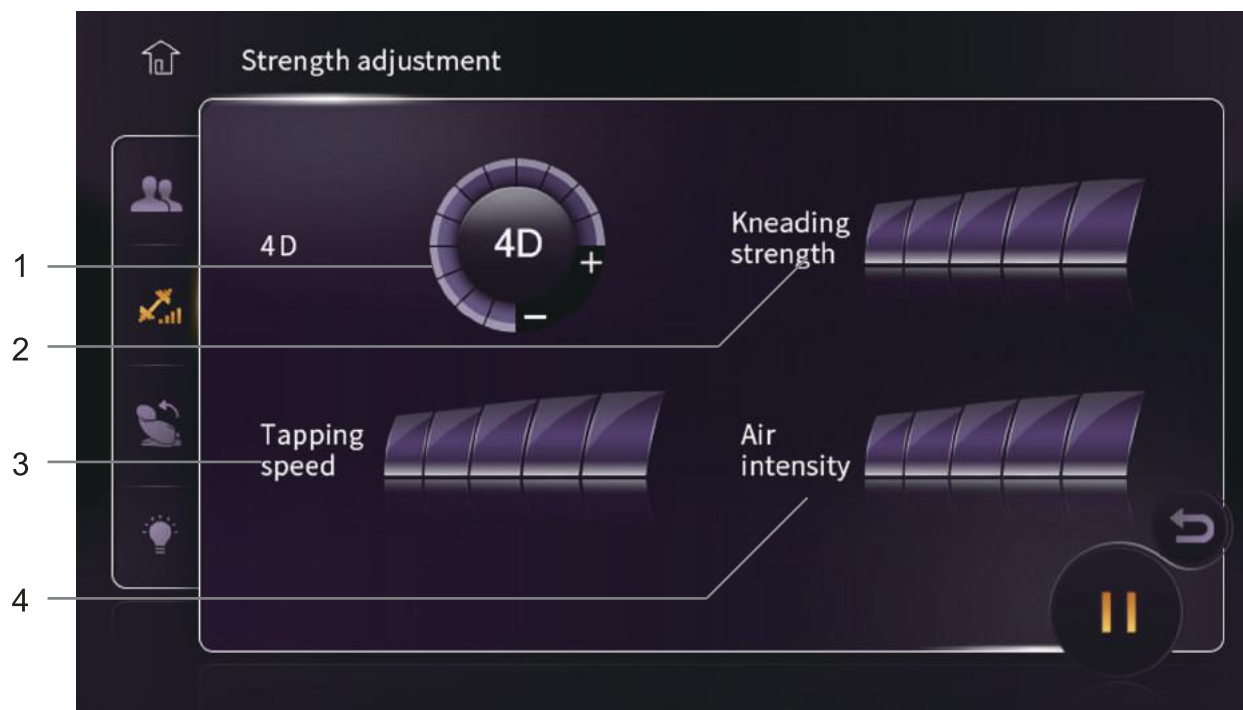 Strength adjustment
4D
4D
+
−
Kneading
strength
1
2
Tapping
speed
Air
intensity
3
4